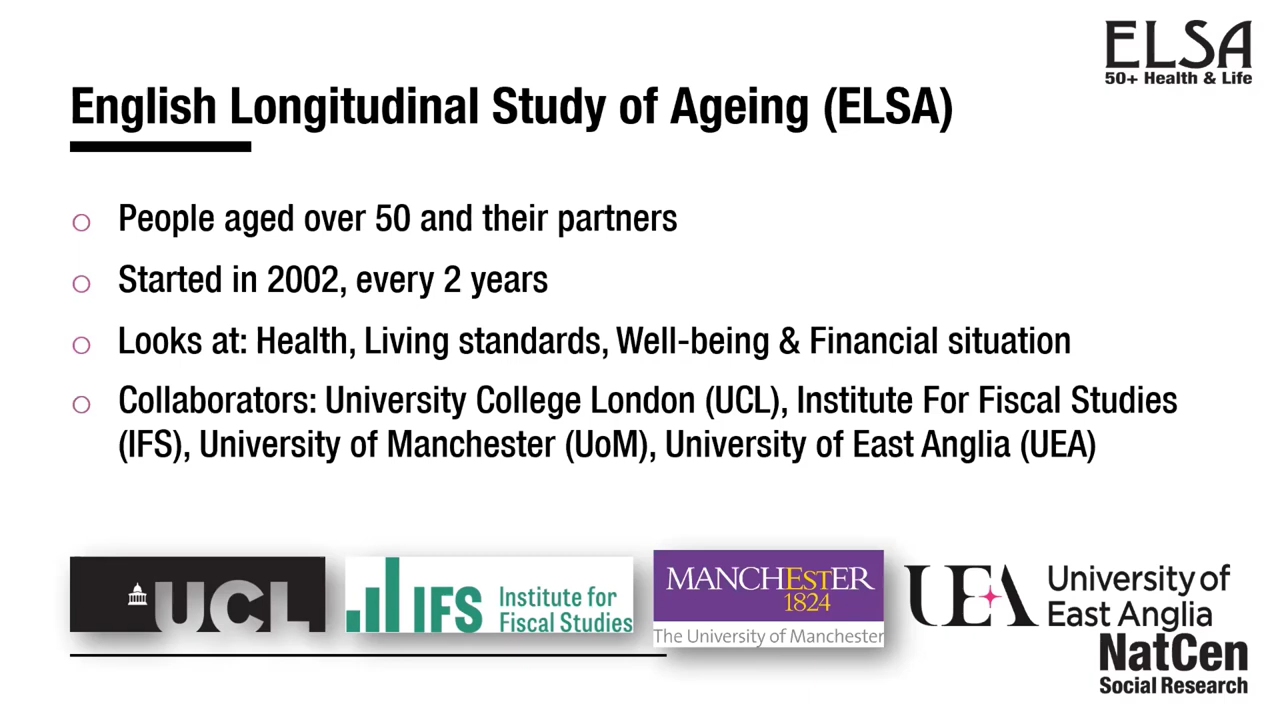 ELSA
50+ Health & Life
English Longitudinal Study of Ageing (ELSA)
People aged over 50 and their partners
Started in 2002, every 2 years
Looks at: Health, Living standards, Well-being & Financial situation
Collaborators: University College London (UCL), Institute For Fiscal Studies
(IFS), University of Manchester (UoM), University of East Anglia (UEA)
UCL
IFS
Institute for
Fiscal Studies
MANCHEsTER
1824
The University of Manchester
UEA
University of
East Anglia
NatCen
Social Research